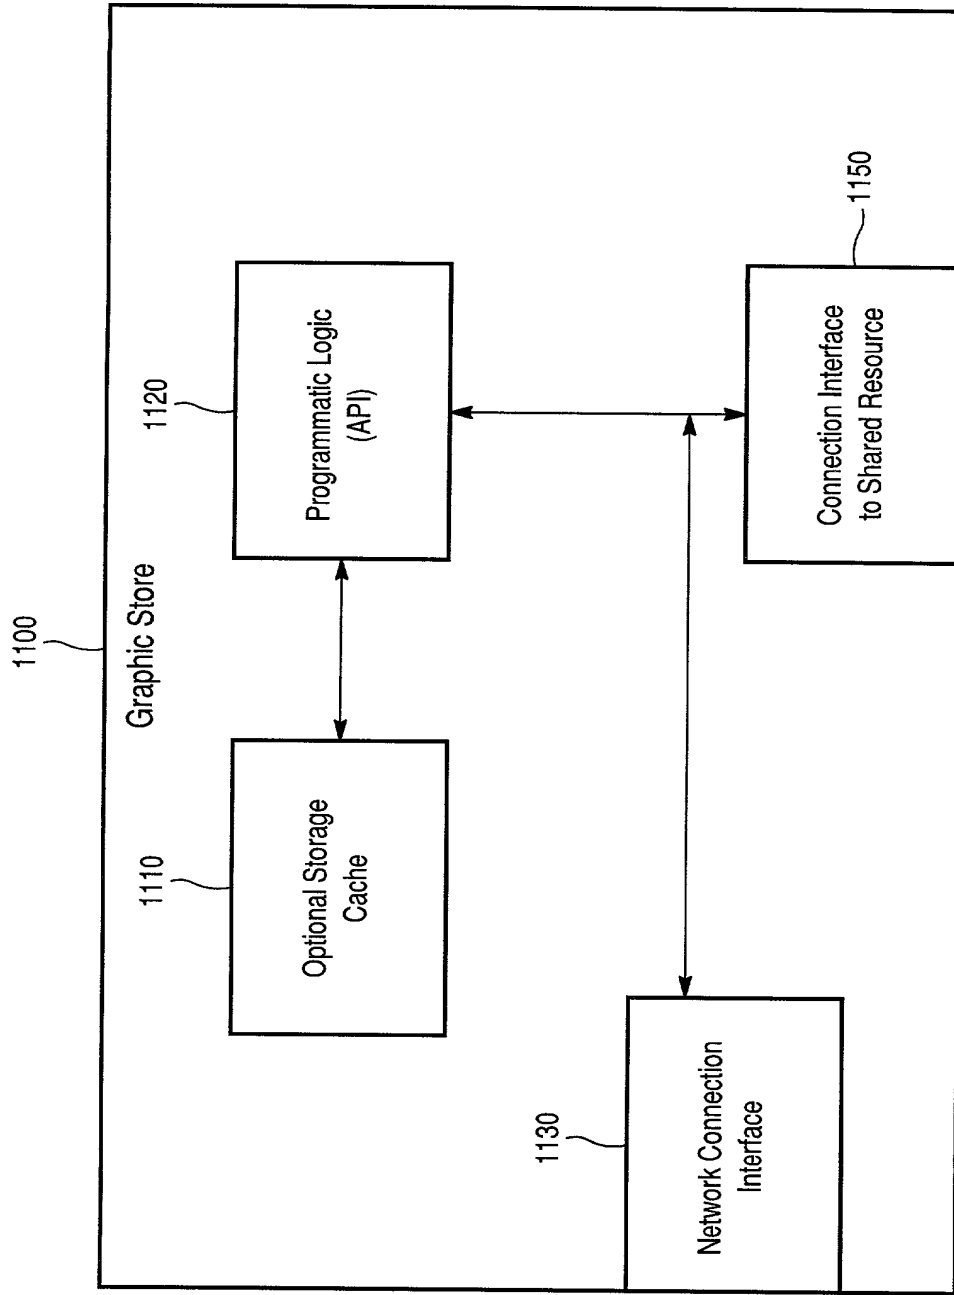 1100
Graphic Store
1110
Optional Storage
Cache
1120
Programmatic Logic
(API)
1130
Network Connection
Interface
1150
Connection Interface
to Shared Resource